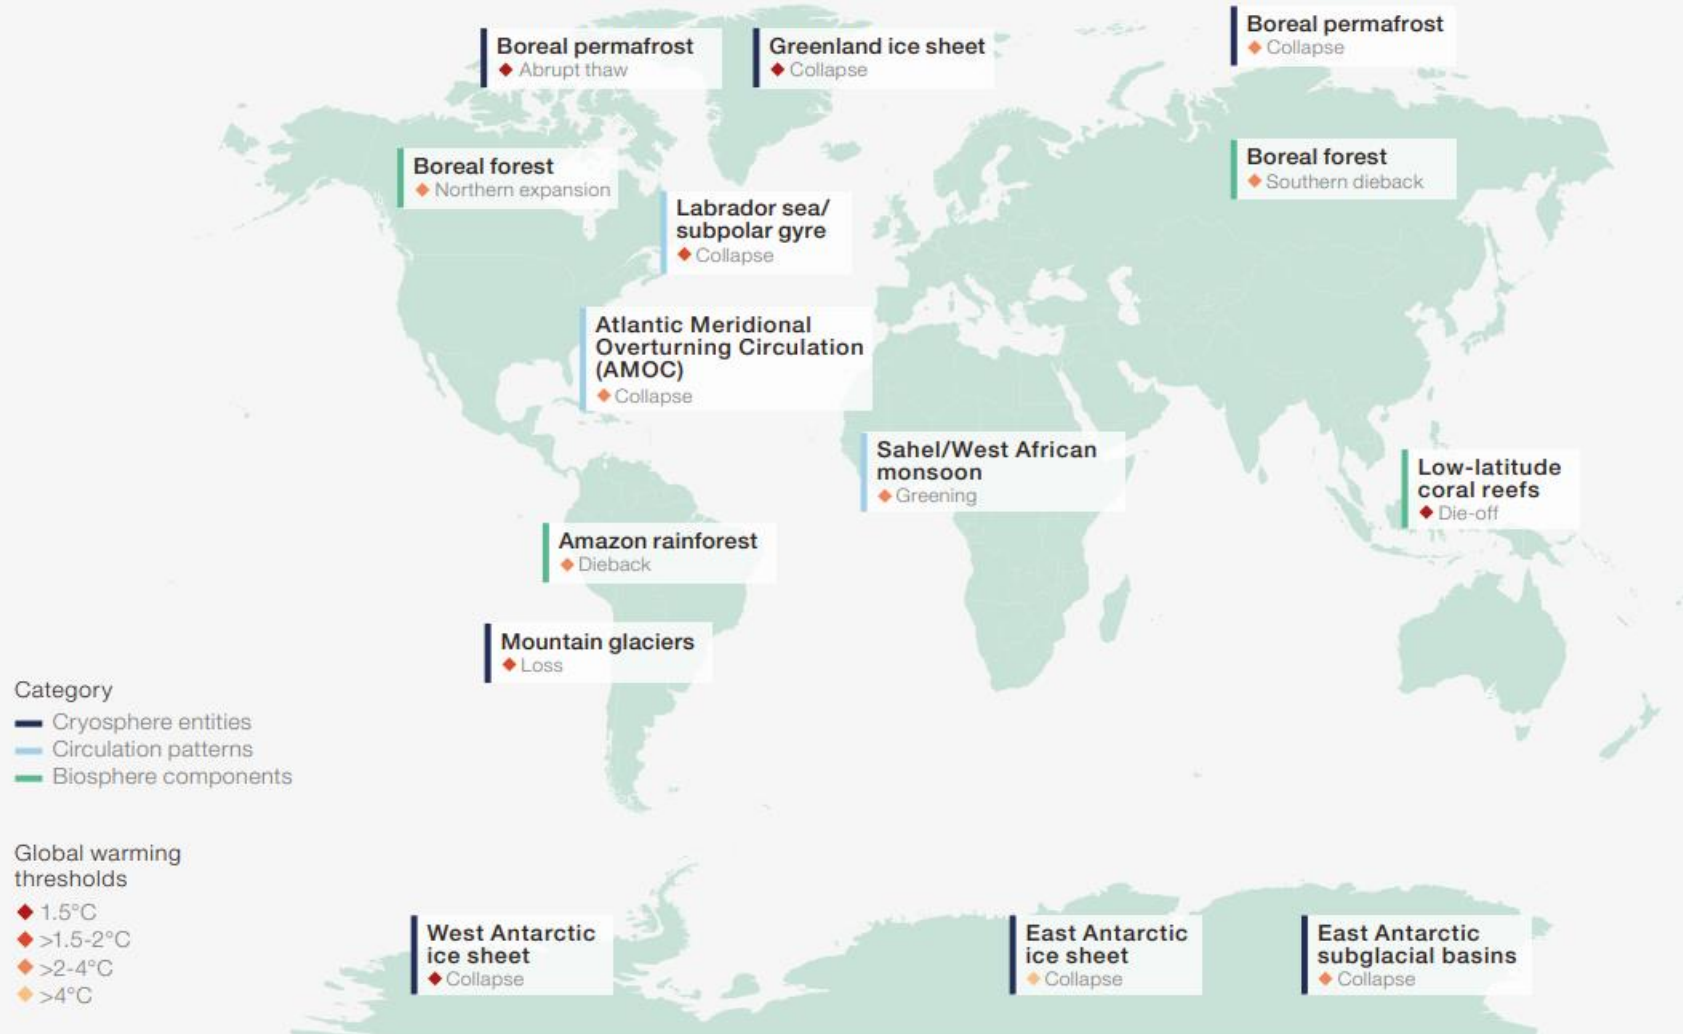 Boreal permafrost
Abrupt thaw
Greenland ice sheet
Collapse
Boreal permafrost
Collapse
Boreal forest
Northern expansion
Boreal forest
Southern dieback
Labrador sea/
subpolar gyre
Collapse
Atlantic Meridional
Overturning Circulation
(AMOC)
Collapse
Sahel/West African
monsoon
Greening
Low-latitude
coral reefs
Die-off
Amazon rainforest
Dieback
Mountain glaciers
Loss
Category
Cryosphere entities
Circulation patterns
Biosphere components
Global warming
thresholds
1.5°C
>1.5-2°C
>2-4°C
>4°C
West Antarctic
ice sheet
Collapse
East Antarctic
ice sheet
Collapse
East Antarctic
subglacial basins
Collapse